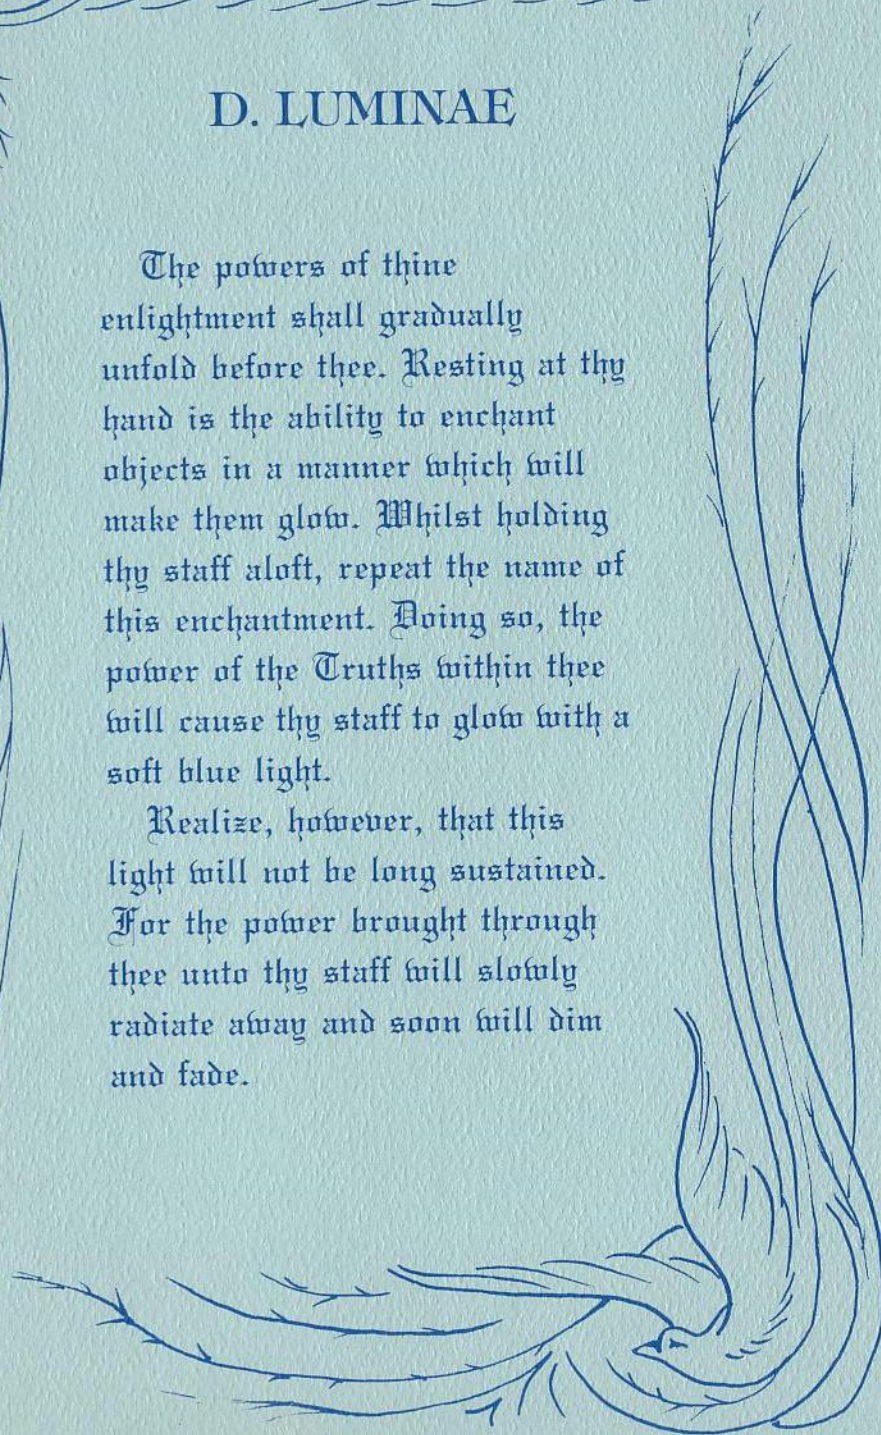 D. LUMINAE
The powers of thine
enlightment shall gradually
unfold before thee. Resting at thy
hand is the ability to enchant
objects in a manner which will
make them glow. Whilst holding
thy staff aloft, repeat the name of
this enchantment. Doing so, the
power of the Truths within thee
will cause thy staff to glow with a
soft blue light.
Realize, however, that this
light will not be long sustained.
For the power brought through
thee unto thy staff will slowly
radiate away and soon will dim
and fade.